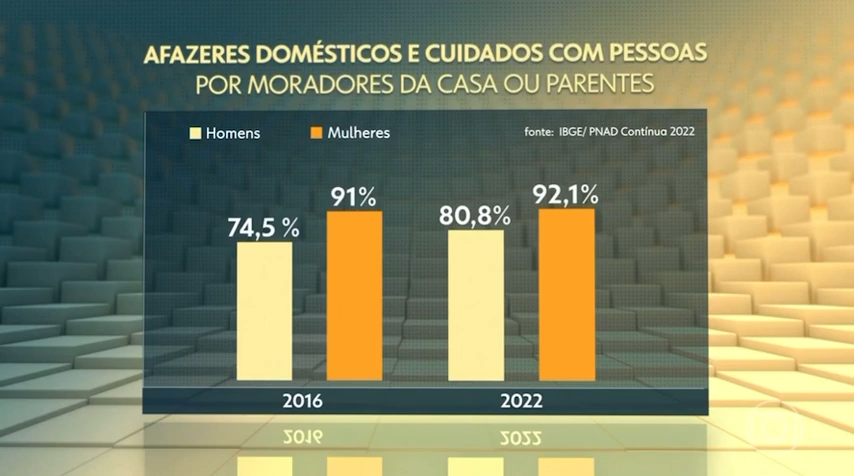 AFAZERES DOMÉSTICOS E CUIDADOS COM PESSOAS
POR MORADORES DA CASA OU PARENTES
Homens
Mulheres
fonte: IBGE/ PNAD Contínua 2022
74,5 %
91%
80,8%
92,1%
2016
2022